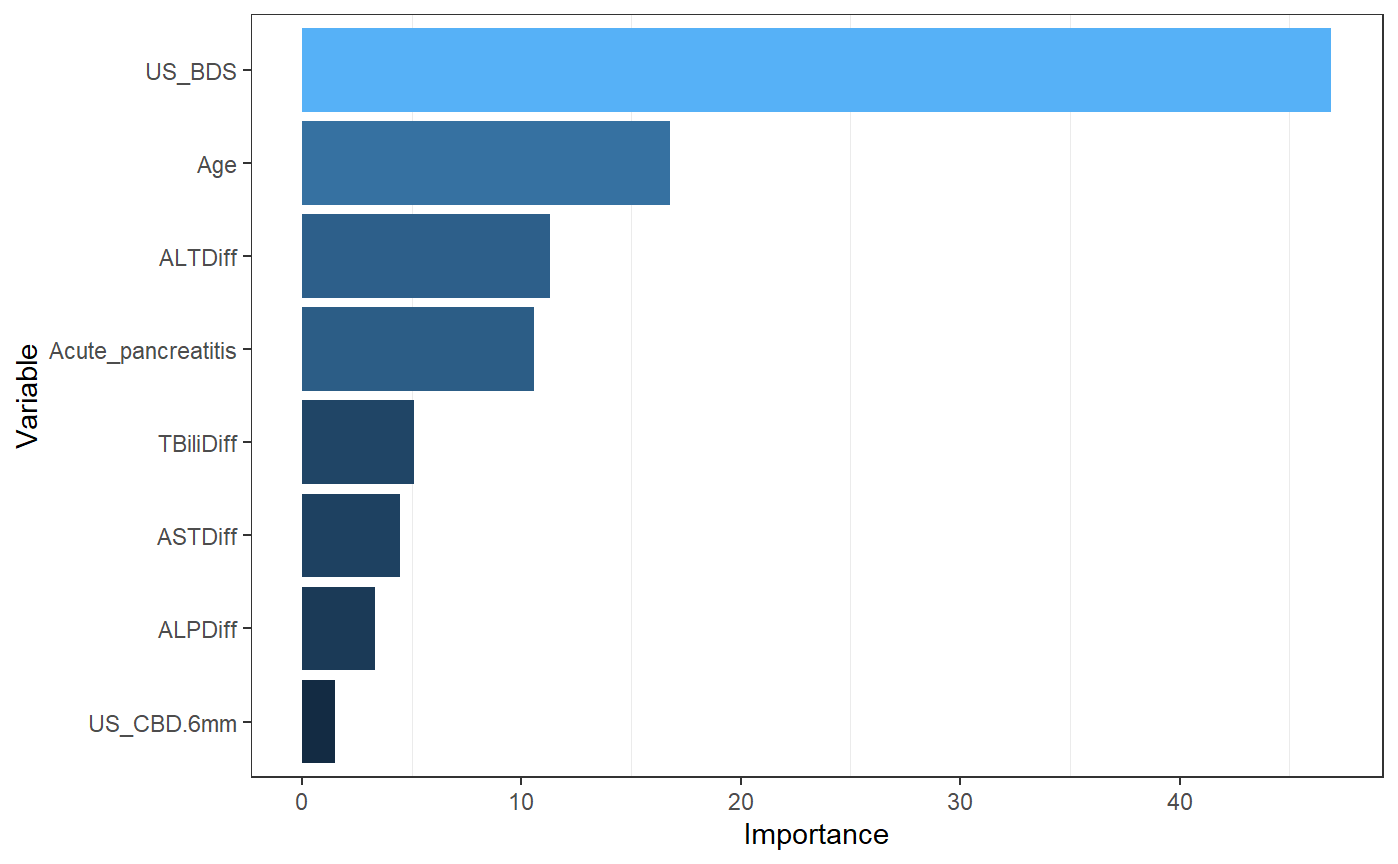 US_BDS
Age
ALTDiff
Acute_pancreatitis
TBiliDiff
ASTDiff
ALPDiff
US_CBD.6mm
Variable
0 10 20 30 40
Importance